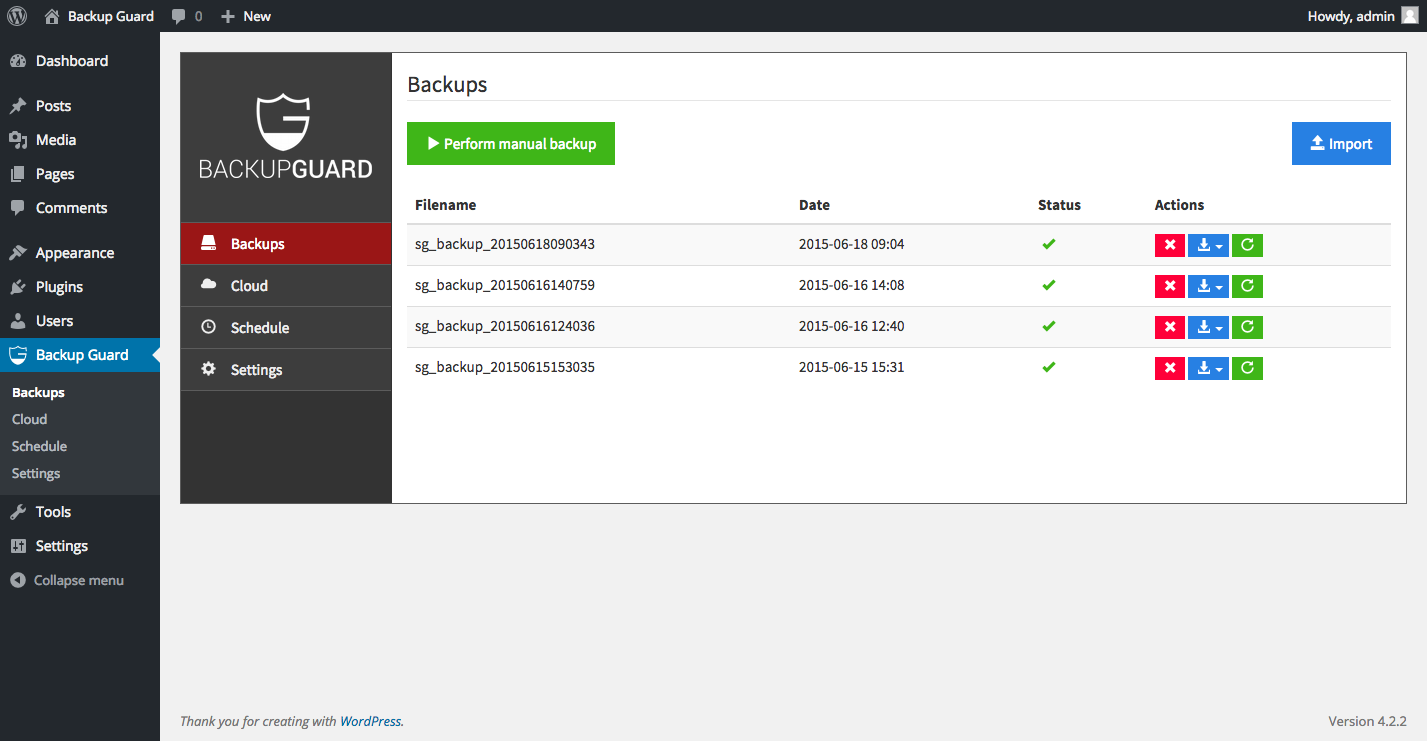 Backup Guard 0 New Howdy, admin
Dashboard
Posts
Media
Pages
Comments
Appearance
Plugins
Users
Backup Guard
Backups
Cloud
Schedule
Settings
Tools
Settings
Collapse menu
BACKUPGUARD
Backups
Cloud
Schedule
Settings
Backups
Perform manual backup Import
Filename Date Status Actions
sg_backup_20150618090343 2015-06-18 09:04
sg_backup_20150616140759 2015-06-16 14:08
sg_backup_20150616124036 2015-06-16 12:40
sg_backup_20150615153035 2015-06-15 15:31
Thank you for creating with WordPress. Version 4.2.2